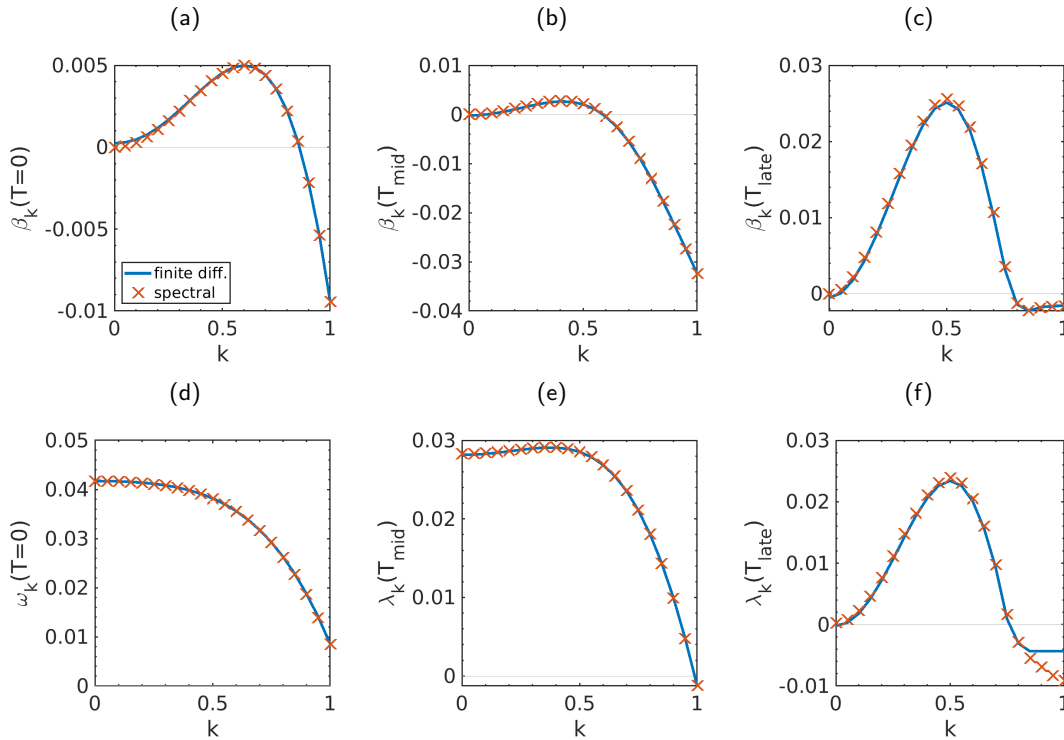 (a)
(b)
(c)
0.005
0
-0.005
-0.01
β_k(T=0)
finite diff.
spectral
0
0.5
1
k
0.01
0
-0.01
-0.02
-0.03
-0.04
β_k(T_mid)
0
0.5
1
k
0.03
0.02
0.01
0
β_k(T_late)
0
0.5
1
k
(d)
(e)
(f)
0.05
0.04
0.03
0.02
0.01
0
ω_k(T=0)
0
0.5
1
k
0.03
0.02
0.01
0
λ_k(T_mid)
0
0.5
1
k
0.03
0.02
0.01
0
-0.01
λ_k(T_late)
0
0.5
1
k